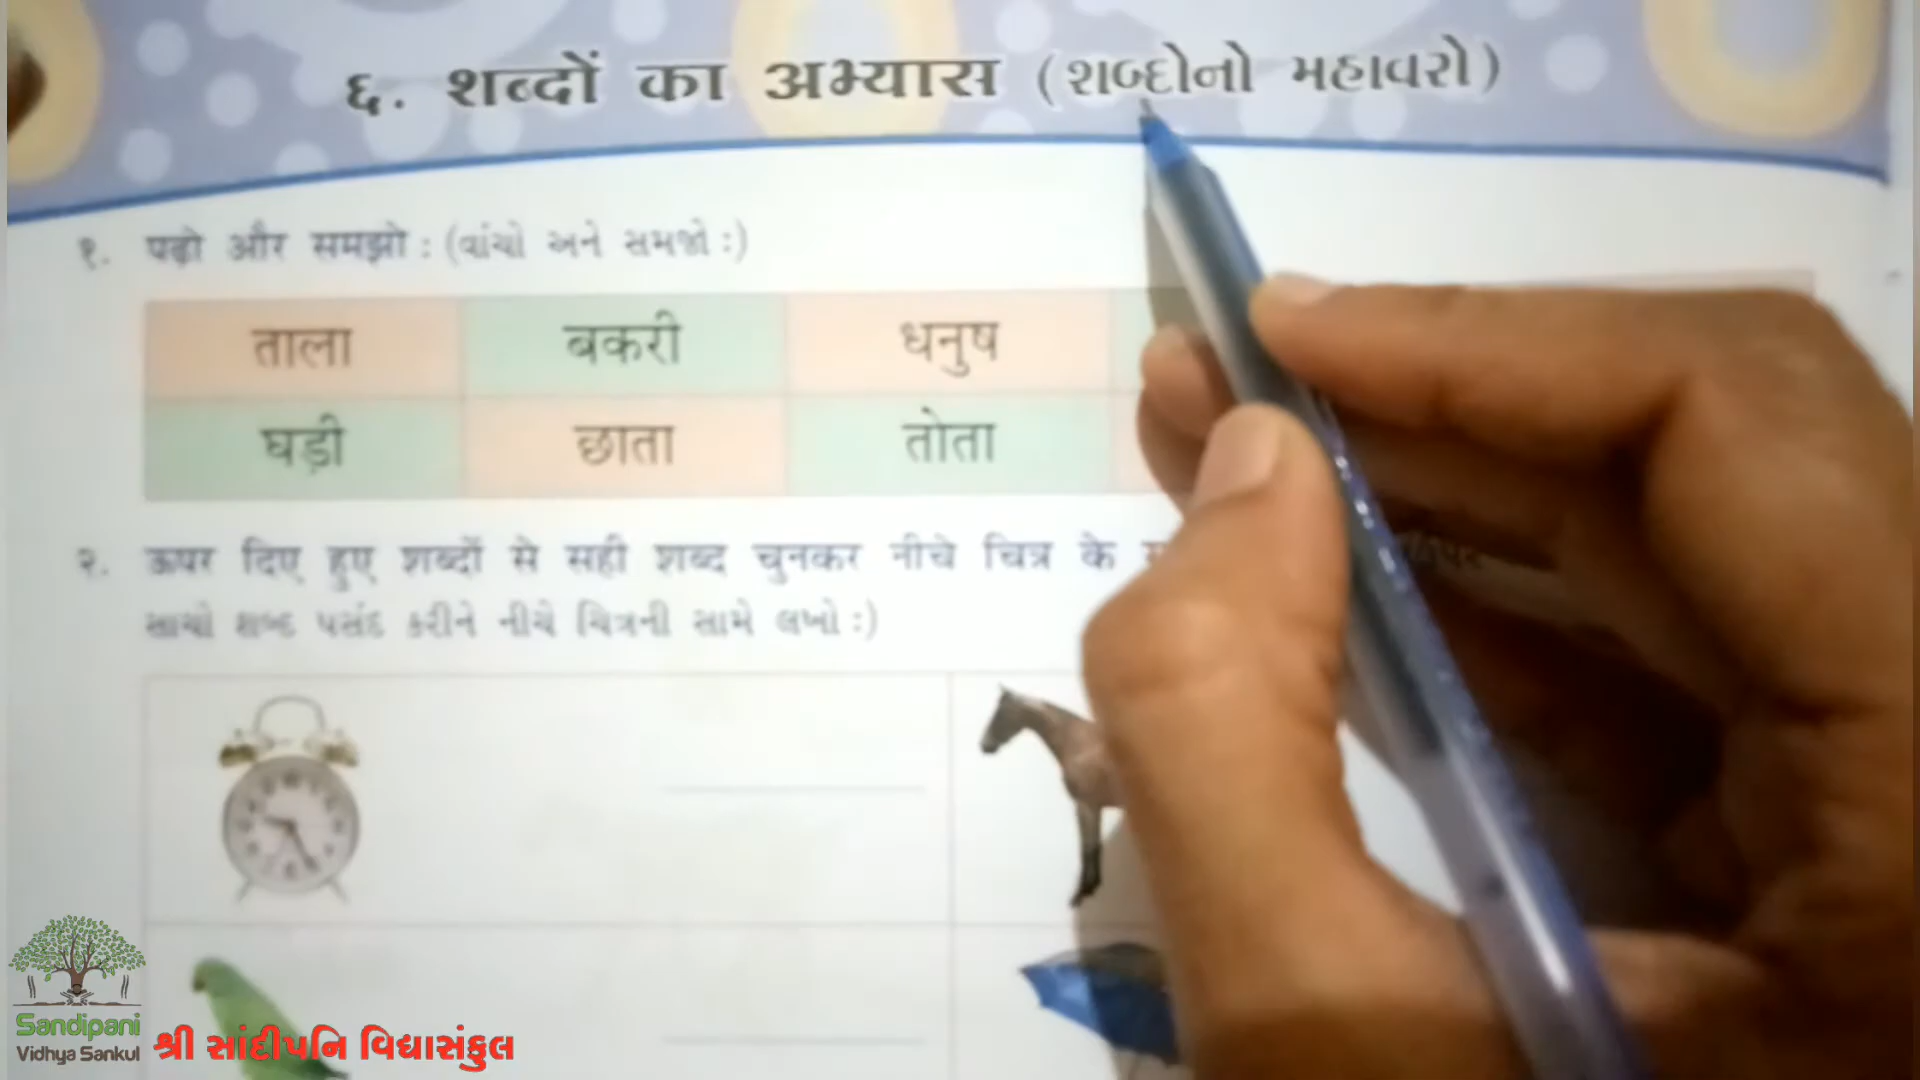 ६. शब्दों का अभ्यास (શબ્દોનો મહાવરો)
१. पढ़ो और समझो : (વાંચો અને સમજો :)
ताला बकरी धनुष
घड़ी छाता तोता
२. ऊपर दिए हुए शब्दों से सही शब्द चुनकर नीचे चित्र के
સાચો શબ્દ પસંદ કરીને નીચે ચિત્રની સામે લખો :)
Sandipani
Vidhya Sankul
શ્રી સાંદીપનિ વિદ્યાસંકુલ